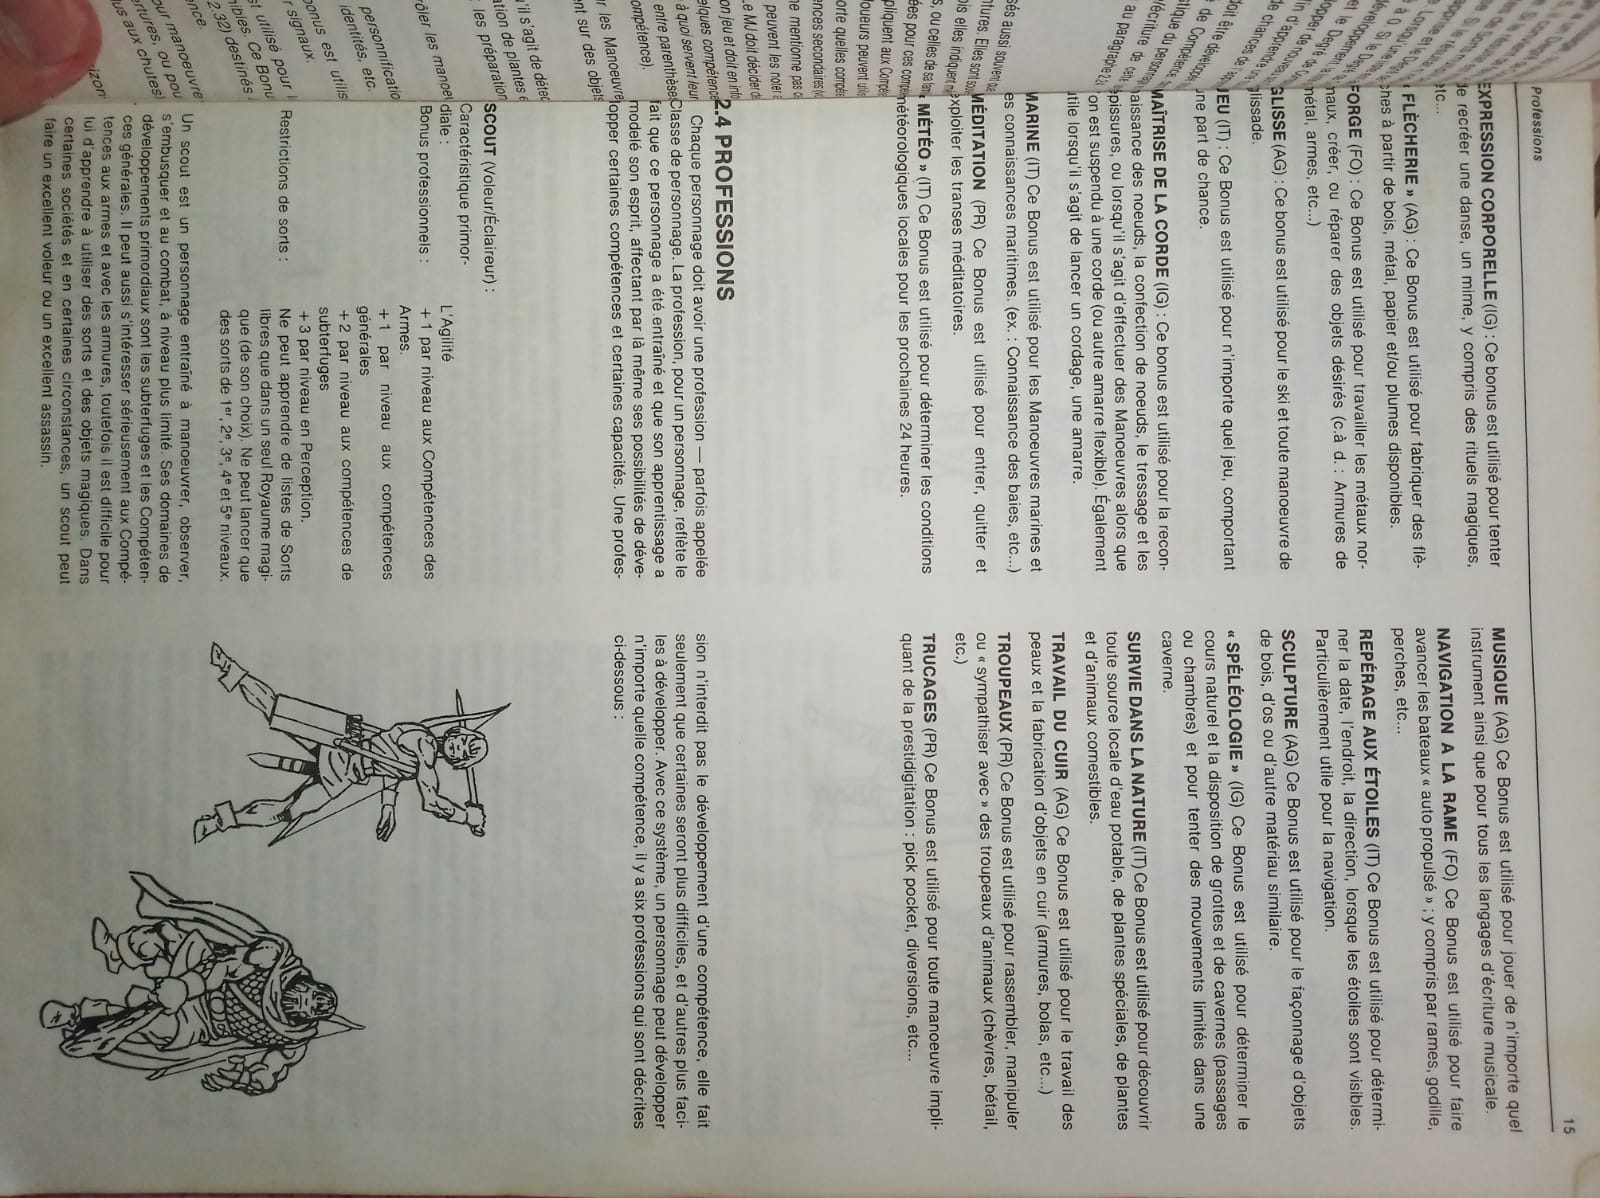 Professions
15
EXPRESSION CORPORELLE (IG) : Ce bonus est utilisé pour tenter
de recréer une danse, un mime, y compris des rituels magiques,
etc...
« FLÈCHERIE » (AG) : Ce Bonus est utilisé pour fabriquer des flè-
ches à partir de bois, métal, papier et/ou plumes disponibles.
FORGE (FO) : Ce Bonus est utilisé pour travailler les métaux nor-
maux, créer, ou réparer des objets désirés (c.à d. : Armures de
métal, armes, etc...)
GLISSE (AG) : Ce bonus est utilisé pour le ski et toute manoeuvre de
glissade.
JEU (IT) : Ce Bonus est utilisé pour n'importe quel jeu, comportant
une part de chance.
MAÎTRISE DE LA CORDE (IG) : Ce bonus est utilisé pour la recon-
naissance des noeuds, la confection de noeuds, le tressage et les
épissures, ou lorsqu'il s'agit d'effectuer des Manoeuvres alors que
l'on est suspendu à une corde (ou autre amarre flexible). Également
utile lorsqu'il s'agit de lancer un cordage, une amarre.
MARINE (IT) Ce Bonus est utilisé pour les Manoeuvres marines et
les connaissances maritimes. (ex. : Connaissance des baies, etc...)
MÉDITATION (PR) Ce Bonus est utilisé pour entrer, quitter et
exploiter les transes méditatoires.
« MÉTÉO » (IT) Ce Bonus est utilisé pour déterminer les conditions
météorologiques locales pour les prochaines 24 heures.
MUSIQUE (AG) Ce Bonus est utilisé pour jouer de n'importe quel
instrument ainsi que pour tous les langages d'écriture musicale.
NAVIGATION A LA RAME (FO) Ce Bonus est utilisé pour faire
avancer les bateaux « auto propulsé » ; y compris par rames, godille,
perches, etc...
REPÉRAGE AUX ÉTOILES (IT) Ce Bonus est utilisé pour détermi-
ner la date, l'endroit, la direction, lorsque les étoiles sont visibles.
Particulièrement utile pour la navigation.
SCULPTURE (AG) Ce Bonus est utilisé pour le façonnage d'objets
de bois, d'os ou d'autre matériau similaire.
« SPÉLÉOLOGIE » (IG) Ce Bonus est utilisé pour déterminer le
cours naturel et la disposition de grottes et de cavernes (passages
ou chambres) et pour tenter des mouvements limités dans une
caverne.
SURVIE DANS LA NATURE (IT) Ce Bonus est utilisé pour découvrir
toute source locale d'eau potable, de plantes spéciales, de plantes
et d'animaux comestibles.
TRAVAIL DU CUIR (AG) Ce Bonus est utilisé pour le travail des
peaux et la fabrication d'objets en cuir (armures, bolas, etc...)
TROUPEAUX (PR) Ce Bonus est utilisé pour rassembler, manipuler
ou « sympathiser avec » des troupeaux d'animaux (chèvres, bétail,
etc.)
TRUCAGES (PR) Ce Bonus est utilisé pour toute manoeuvre impli-
quant de la prestidigitation : pick pocket, diversions, etc...
2.4 PROFESSIONS
Chaque personnage doit avoir une profession — parfois appelée
Classe de personnage. La profession, pour un personnage, reflète le
fait que ce personnage a été entraîné et que son apprentissage a
modelé son esprit, affectant par là même ses possibilités de déve-
lopper certaines compétences et certaines capacités. Une profes-
sion n'interdit pas le développement d'une compétence, elle fait
seulement que certaines seront plus difficiles, et d'autres plus faci-
les à développer. Avec ce système, un personnage peut développer
n'importe quelle compétence, il y a six professions qui sont décrites
ci-dessous :
SCOUT (Voleur/Éclaireur) :
Caractéristique primor-
diale : L'Agilité
Bonus professionnels : +1 par niveau aux Compétences des
Armes.
+1 par niveau aux compétences
générales
+2 par niveau aux compétences de
subterfuges
+3 par niveau en Perception.
Restrictions de sorts : Ne peut apprendre de listes de Sorts
libres que dans un seul Royaume magi-
que (de son choix). Ne peut lancer que
des sorts de 1er, 2e, 3e, 4e et 5e niveaux.
Un scout est un personnage entraîné à manoeuvrer, observer,
s'embusquer et au combat, à niveau plus limité. Ses domaines de
développements primordiaux sont les subterfuges et les Compéten-
ces générales. Il peut aussi s'intéresser sérieusement aux Compé-
tences aux armes et avec les armures, toutefois il est difficile pour
lui d'apprendre à utiliser des sorts et des objets magiques. Dans
certaines sociétés et en certaines circonstances, un scout peut
faire un excellent voleur ou un excellent assassin.